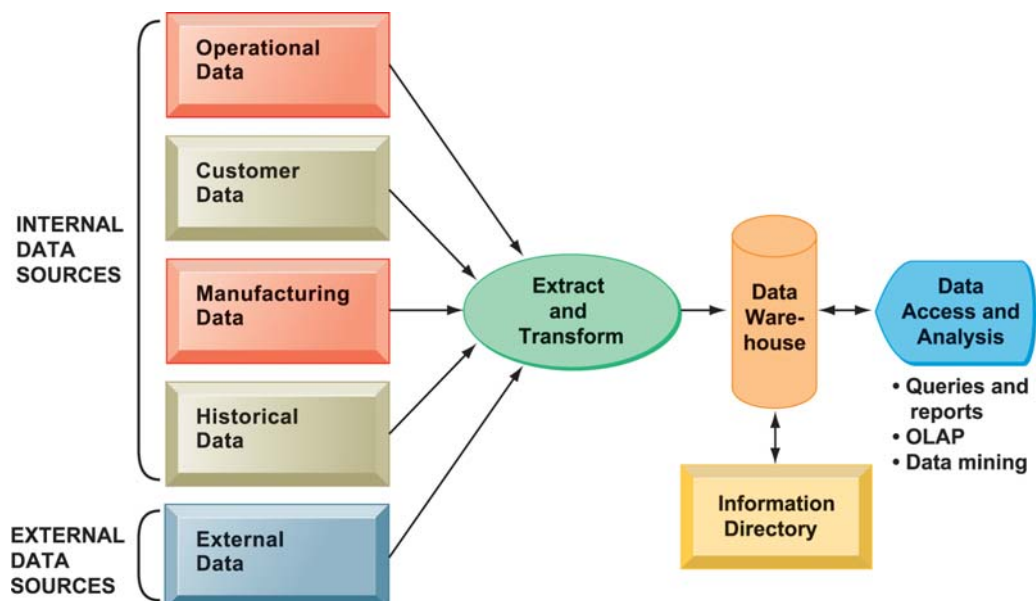 INTERNAL
DATA
SOURCES
Operational
Data
Customer
Data
Manufacturing
Data
Historical
Data
EXTERNAL
DATA
SOURCES
External
Data
Extract
and
Transform
Data
Ware-
house
Information
Directory
Data
Access and
Analysis
• Queries and
reports
• OLAP
• Data mining